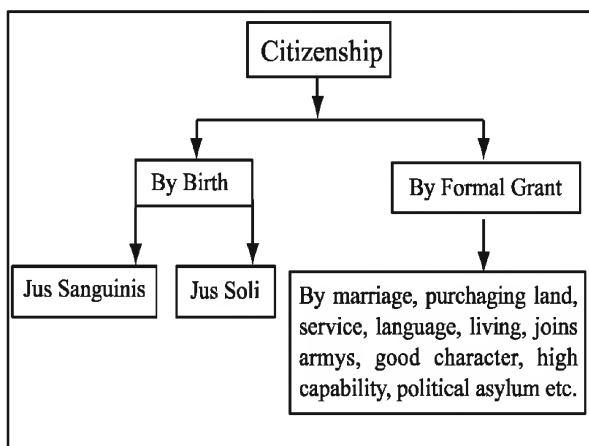 Citizenship
By Birth
By Formal Grant
Jus Sanguinis
Jus Soli
By marriage, purchaging land,
service, language, living, joins
armys, good character, high
capability, political asylum etc.